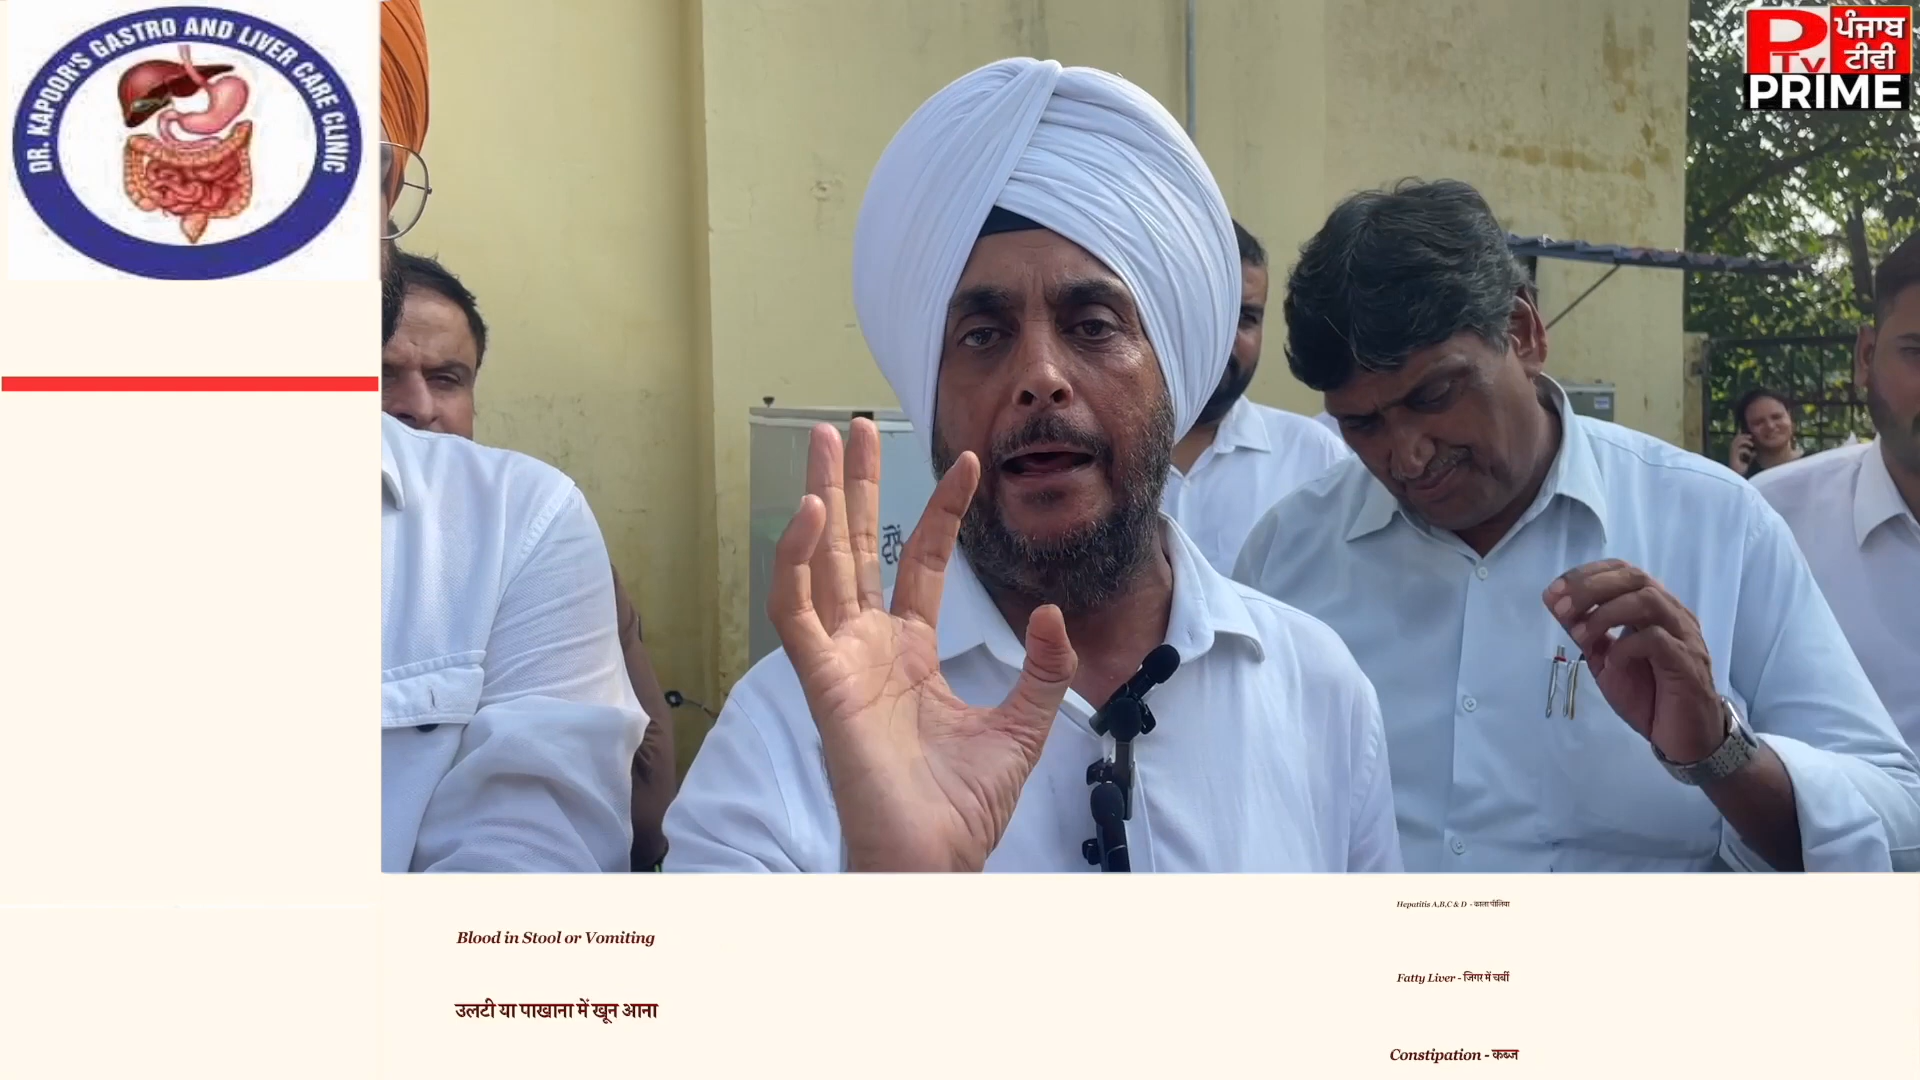 DR. KAPOOR'S GASTRO AND LIVER CARE CLINIC
PTv ਪੰਜਾਬ
ਟੀਵੀ
PRIME
ਵਲੋਂ
Hepatitis A,B,C & D - काला पीलिया
Blood in Stool or Vomiting
Fatty Liver - जिगर में चर्बी
उलटी या पाखाना में खून आना
Constipation - कब्ज